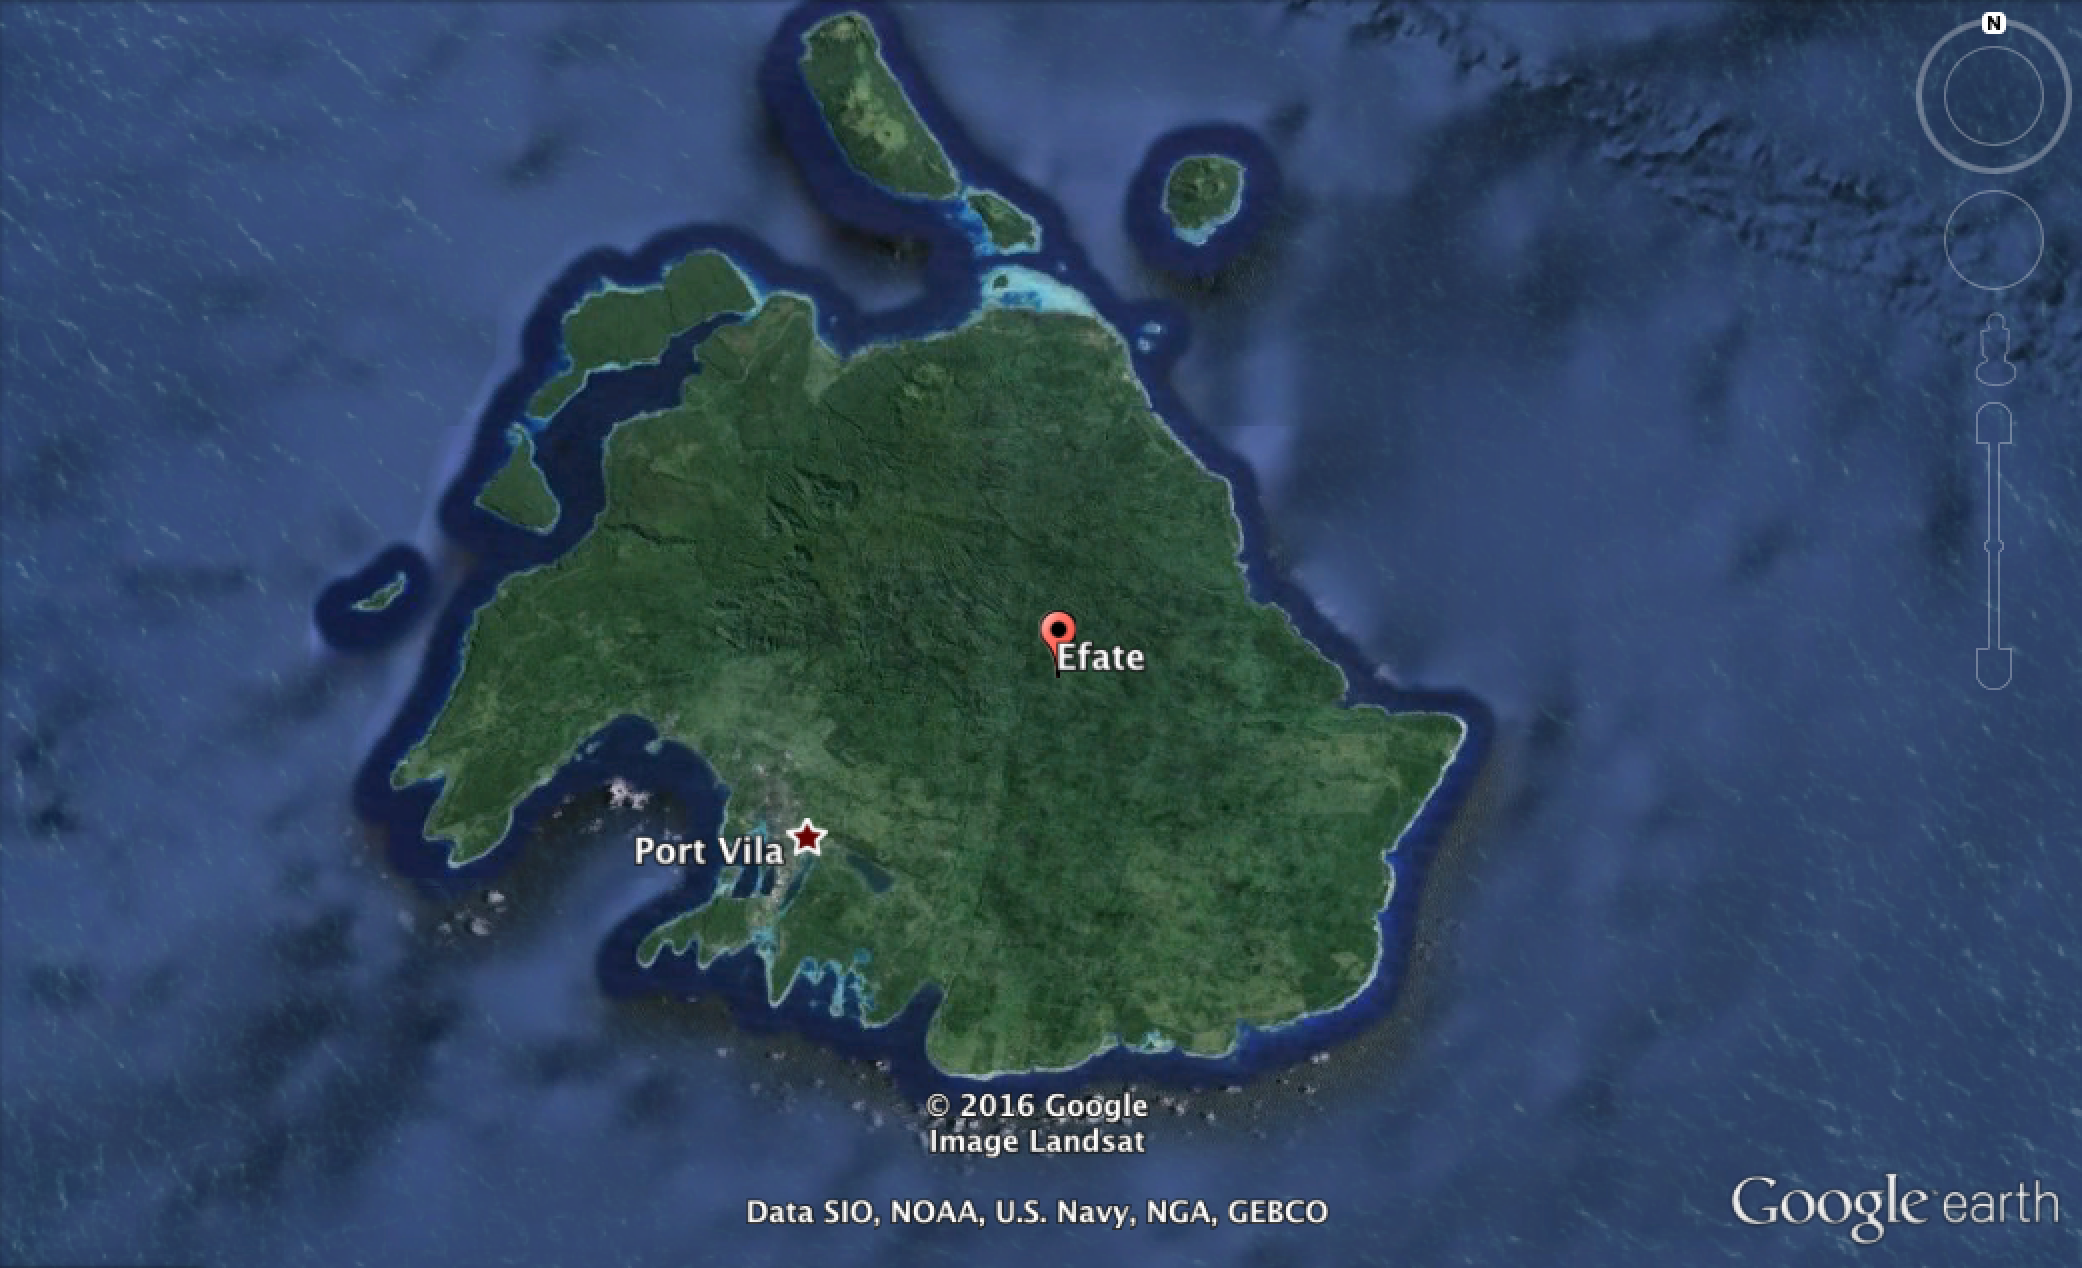 N
Efate
Port Vila
© 2016 Google
Image Landsat
Data SIO, NOAA, U.S. Navy, NGA, GEBCO
Google earth